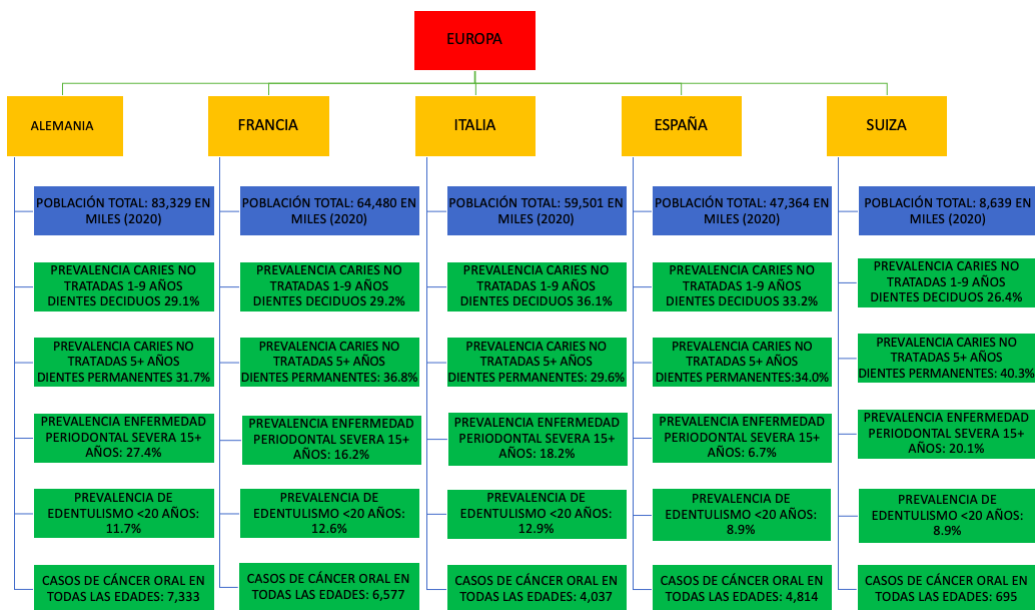 EUROPA
ALEMANIA
FRANCIA
ITALIA
ESPAÑA
SUIZA
POBLACIÓN TOTAL: 83,329 EN
MILES (2020)
PREVALENCIA CARIES NO
TRATADAS 1-9 AÑOS
DIENTES DECIDUOS 29.1%
PREVALENCIA CARIES NO
TRATADAS 5+ AÑOS
DIENTES PERMANENTES 31.7%
PREVALENCIA ENFERMEDAD
PERIODONTAL SEVERA 15+
AÑOS: 27.4%
PREVALENCIA DE
EDENTULISMO <20 AÑOS:
11.7%
CASOS DE CÁNCER ORAL EN
TODAS LAS EDADES: 7,333
POBLACIÓN TOTAL: 64,480 EN
MILES (2020)
PREVALENCIA CARIES NO
TRATADAS 1-9 AÑOS
DIENTES DECIDUOS 29.2%
PREVALENCIA CARIES NO
TRATADAS 5+ AÑOS
DIENTES PERMANENTES: 36.8%
PREVALENCIA ENFERMEDAD
PERIODONTAL SEVERA 15+
AÑOS: 16.2%
PREVALENCIA DE
EDENTULISMO <20 AÑOS:
12.6%
CASOS DE CÁNCER ORAL EN
TODAS LAS EDADES: 6,577
POBLACIÓN TOTAL: 59,501 EN
MILES (2020)
PREVALENCIA CARIES NO
TRATADAS 1-9 AÑOS
DIENTES DECIDUOS 36.1%
PREVALENCIA CARIES NO
TRATADAS 5+ AÑOS
DIENTES PERMANENTES: 29.6%
PREVALENCIA ENFERMEDAD
PERIODONTAL SEVERA 15+
AÑOS: 18.2%
PREVALENCIA DE
EDENTULISMO <20 AÑOS:
12.9%
CASOS DE CÁNCER ORAL EN
TODAS LAS EDADES: 4,037
POBLACIÓN TOTAL: 47,364 EN
MILES (2020)
PREVALENCIA CARIES NO
TRATADAS 1-9 AÑOS
DIENTES DECIDUOS 33.2%
PREVALENCIA CARIES NO
TRATADAS 5+ AÑOS
DIENTES PERMANENTES:34.0%
PREVALENCIA ENFERMEDAD
PERIODONTAL SEVERA 15+
AÑOS: 6.7%
PREVALENCIA DE
EDENTULISMO <20 AÑOS:
8.9%
CASOS DE CÁNCER ORAL EN
TODAS LAS EDADES: 4,814
POBLACIÓN TOTAL: 8,639 EN
MILES (2020)
PREVALENCIA CARIES NO
TRATADAS 1-9 AÑOS
DIENTES DECIDUOS 26.4%
PREVALENCIA CARIES NO
TRATADAS 5+ AÑOS
DIENTES PERMANENTES: 40.3%
PREVALENCIA ENFERMEDAD
PERIODONTAL SEVERA 15+
AÑOS: 20.1%
PREVALENCIA DE
EDENTULISMO <20 AÑOS:
8.9%
CASOS DE CÁNCER ORAL EN
TODAS LAS EDADES: 695